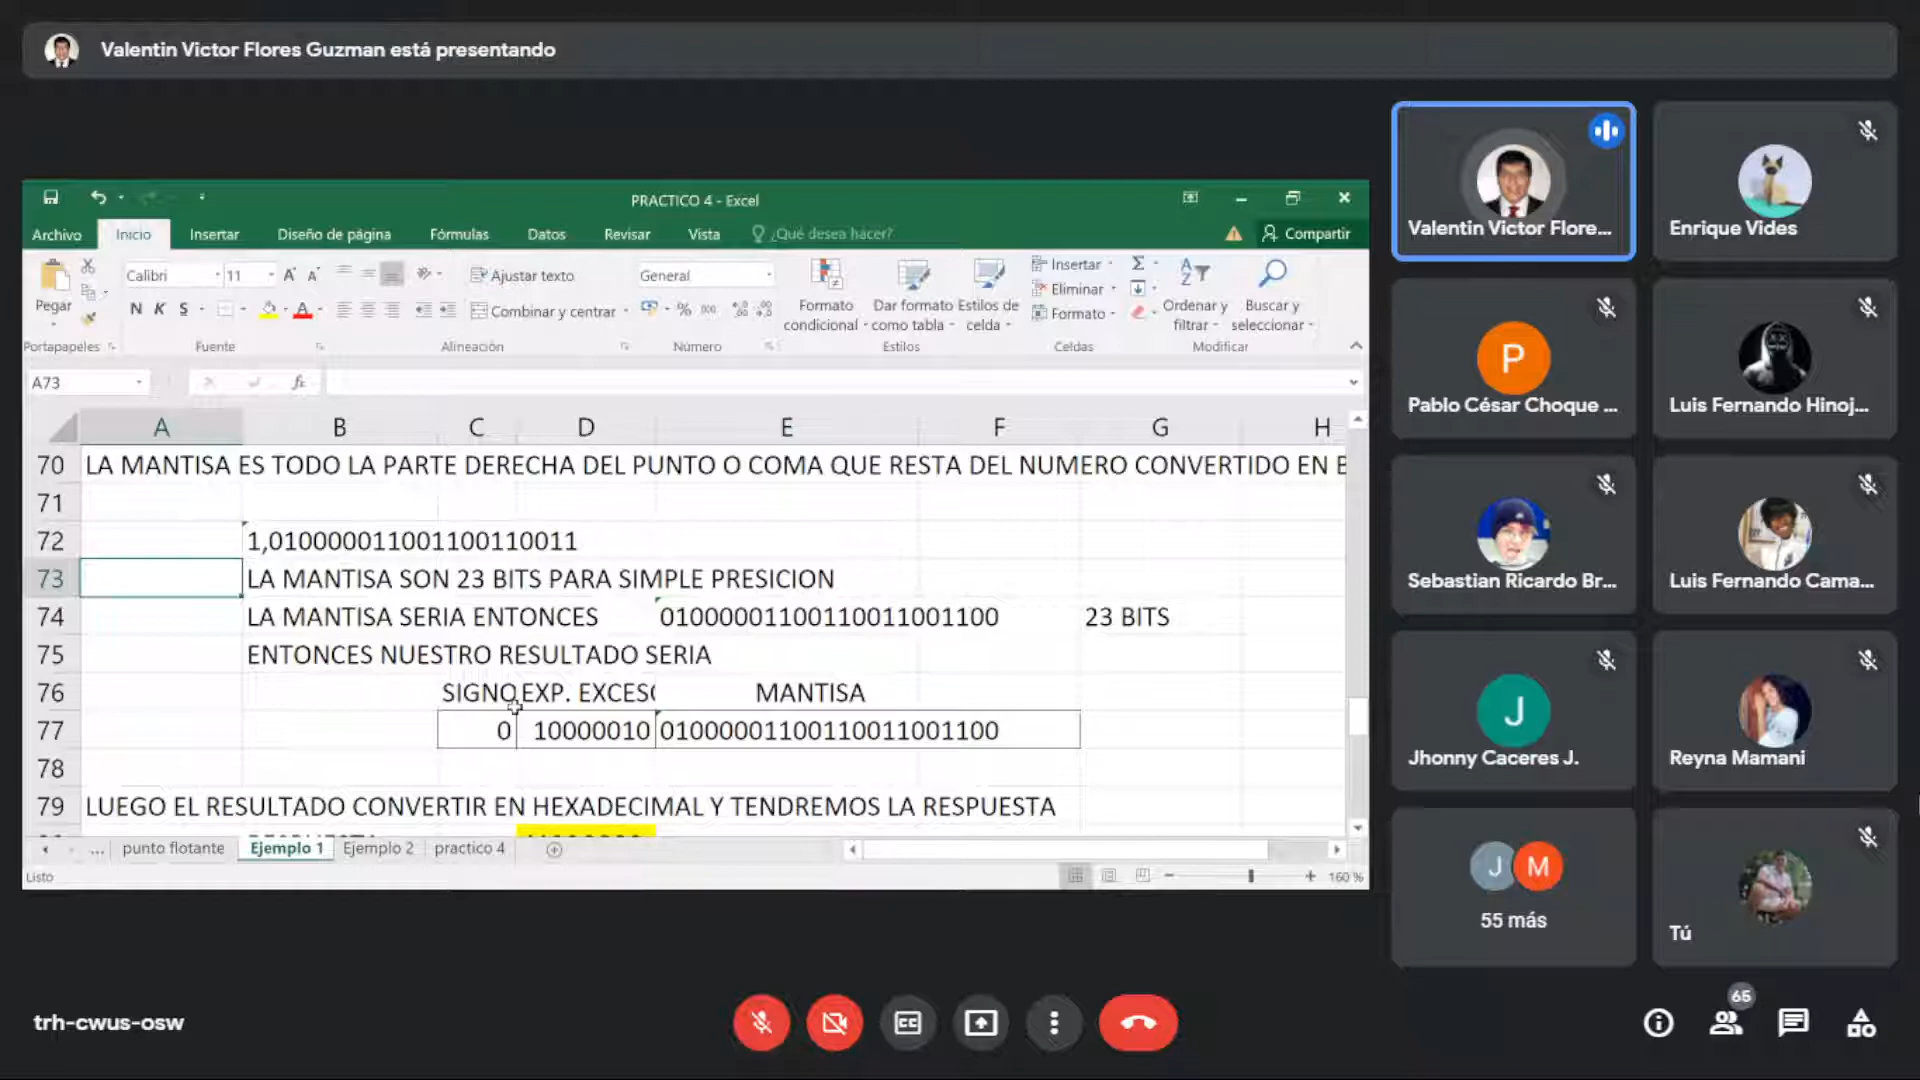 Valentin Victor Flores Guzman está presentando
PRACTICO 4 - Excel
Archivo Inicio Insertar Diseño de página Fórmulas Datos Revisar Vista ¿Qué desea hacer? Compartir
Pegar
Calibri 11
N K S
Ajustar texto
Combinar y centrar
General
% 000
Formato condicional
Dar formato como tabla
Estilos de celda
Insertar
Eliminar
Formato
Ordenar y filtrar
Buscar y seleccionar
Portapapeles Fuente Alineación Número Estilos Celdas Modificar
A73 fx
A B C D E F G H
70 LA MANTISA ES TODO LA PARTE DERECHA DEL PUNTO O COMA QUE RESTA DEL NUMERO CONVERTIDO EN B
71
72 1,010000011001100110011
73 LA MANTISA SON 23 BITS PARA SIMPLE PRESICION
74 LA MANTISA SERIA ENTONCES 01000001100110011001100 23 BITS
75 ENTONCES NUESTRO RESULTADO SERIA
76 SIGNO EXP. EXCESO MANTISA
77 0 10000010 01000001100110011001100
78
79 LUEGO EL RESULTADO CONVERTIR EN HEXADECIMAL Y TENDREMOS LA RESPUESTA
... punto flotante Ejemplo 1 Ejemplo 2 practico 4
Listo 160 %
Valentin Victor Flore...
Enrique Vides
P
Pablo César Choque ...
Luis Fernando Hinoj...
Sebastian Ricardo Br...
Luis Fernando Cama...
J
Jhonny Caceres J.
Reyna Mamani
J M
55 más
Tú
trh-cwus-osw
CC
65